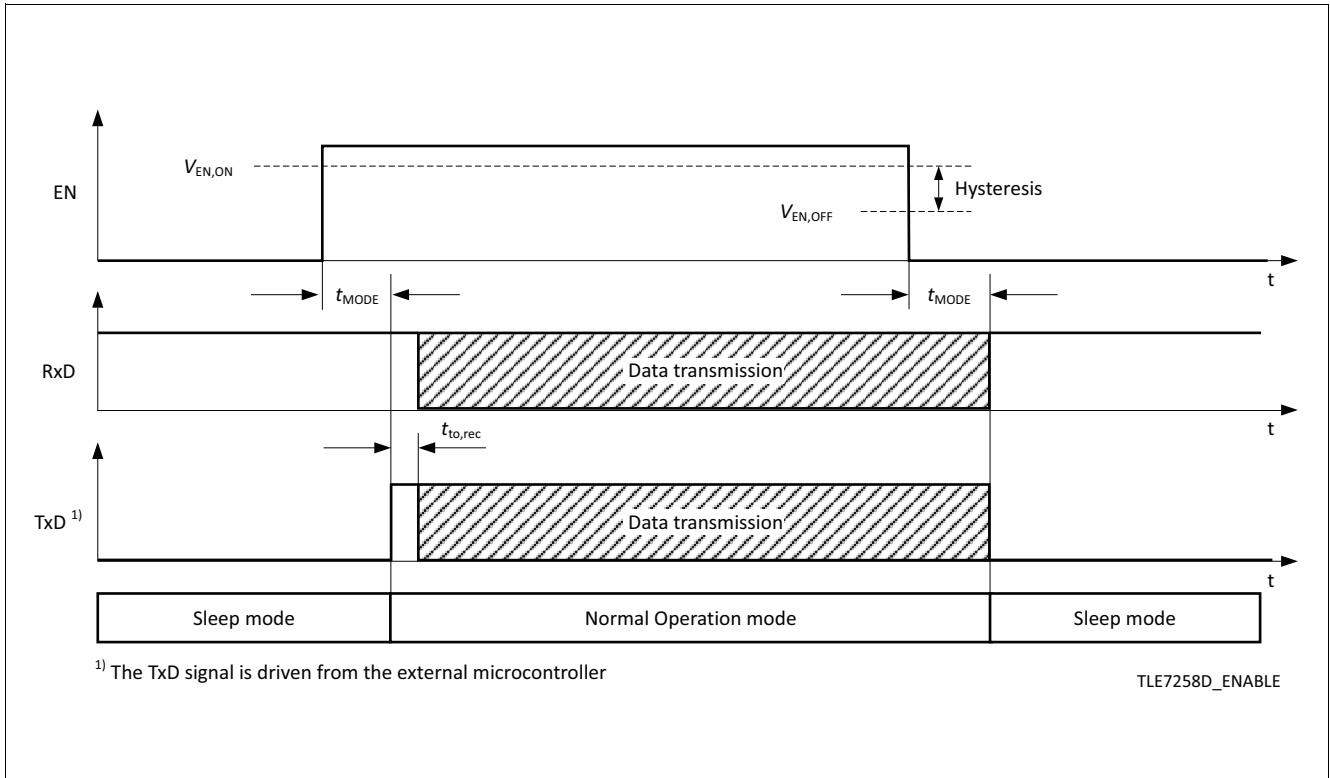 V_EN,ON
EN
Hysteresis
V_EN,OFF
t
t_MODE
t_MODE
RxD
Data transmission
t
t_to,rec
TxD 1)
Data transmission
t
Sleep mode
Normal Operation mode
Sleep mode
1) The TxD signal is driven from the external microcontroller
TLE7258D_ENABLE